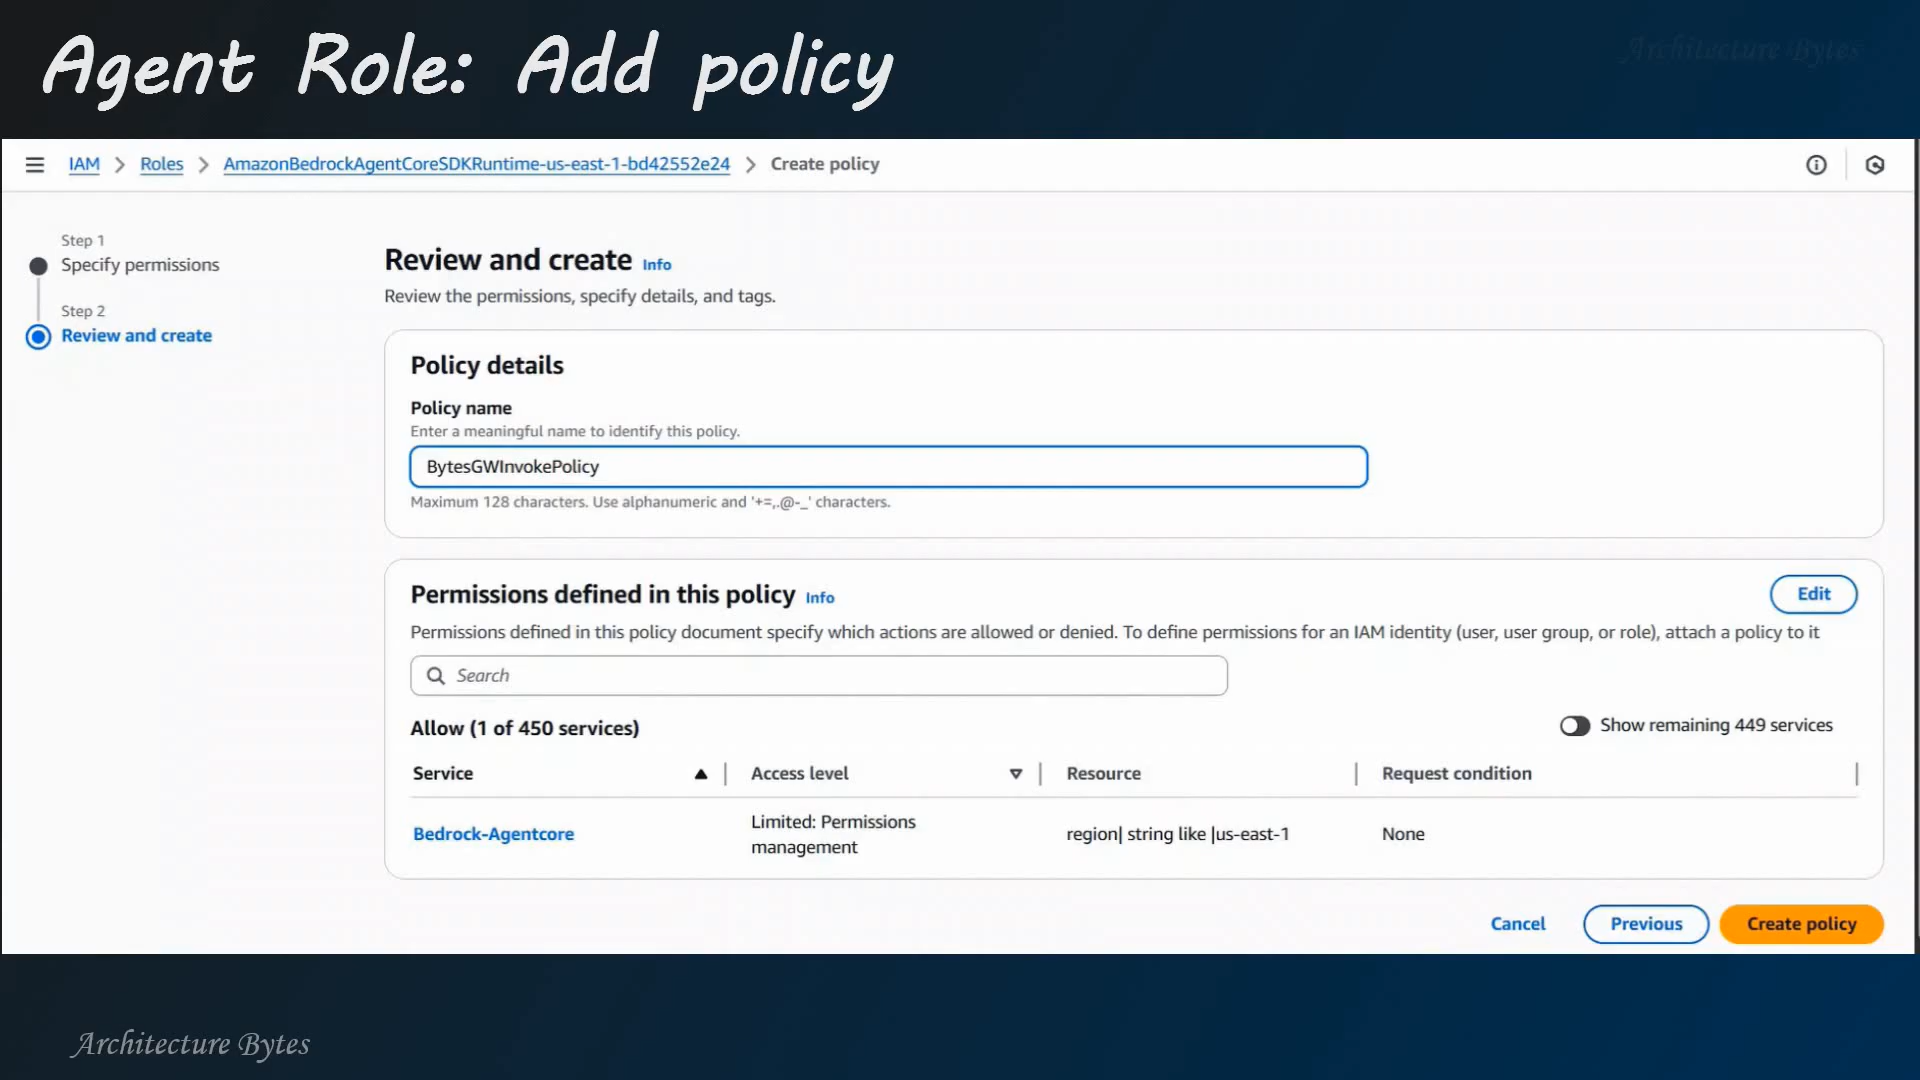 Agent Role: Add policy
Architecture Bytes
IAM > Roles > AmazonBedrockAgentCoreSDKRuntime-us-east-1-bd42552e24 > Create policy
Step 1
Specify permissions
Step 2
Review and create
Review and create Info
Review the permissions, specify details, and tags.
Policy details
Policy name
Enter a meaningful name to identify this policy.
BytesGWInvokePolicy
Maximum 128 characters. Use alphanumeric and '+=,.@-_' characters.
Permissions defined in this policy Info
Edit
Permissions defined in this policy document specify which actions are allowed or denied. To define permissions for an IAM identity (user, user group, or role), attach a policy to it
Search
Allow (1 of 450 services)
Show remaining 449 services
Service Access level Resource Request condition
Bedrock-Agentcore Limited: Permissions management region| string like |us-east-1 None
Cancel Previous Create policy
Architecture Bytes